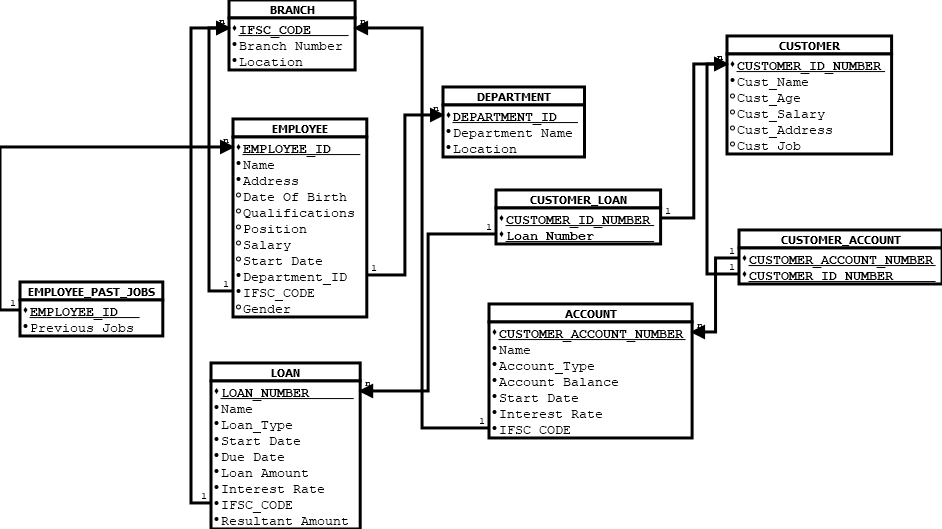 BRANCH
IFSC_CODE
Branch Number
Location
n
n
CUSTOMER
CUSTOMER_ID_NUMBER
Cust_Name
Cust_Age
Cust_Salary
Cust_Address
Cust_Job
n
DEPARTMENT
DEPARTMENT_ID
Department Name
Location
n
EMPLOYEE
EMPLOYEE_ID
Name
Address
Date Of Birth
Qualifications
Position
Salary
Start Date
Department_ID
IFSC_CODE
Gender
n
1
1
CUSTOMER_LOAN
CUSTOMER_ID_NUMBER
Loan_Number
1
1
CUSTOMER_ACCOUNT
CUSTOMER_ACCOUNT_NUMBER
CUSTOMER_ID_NUMBER
1
1
EMPLOYEE_PAST_JOBS
EMPLOYEE_ID
Previous Jobs
1
ACCOUNT
CUSTOMER_ACCOUNT_NUMBER
Name
Account_Type
Account Balance
Start Date
Interest Rate
IFSC_CODE
n
1
LOAN
LOAN_NUMBER
Name
Loan_Type
Start Date
Due Date
Loan Amount
Interest Rate
IFSC_CODE
Resultant Amount
n
1